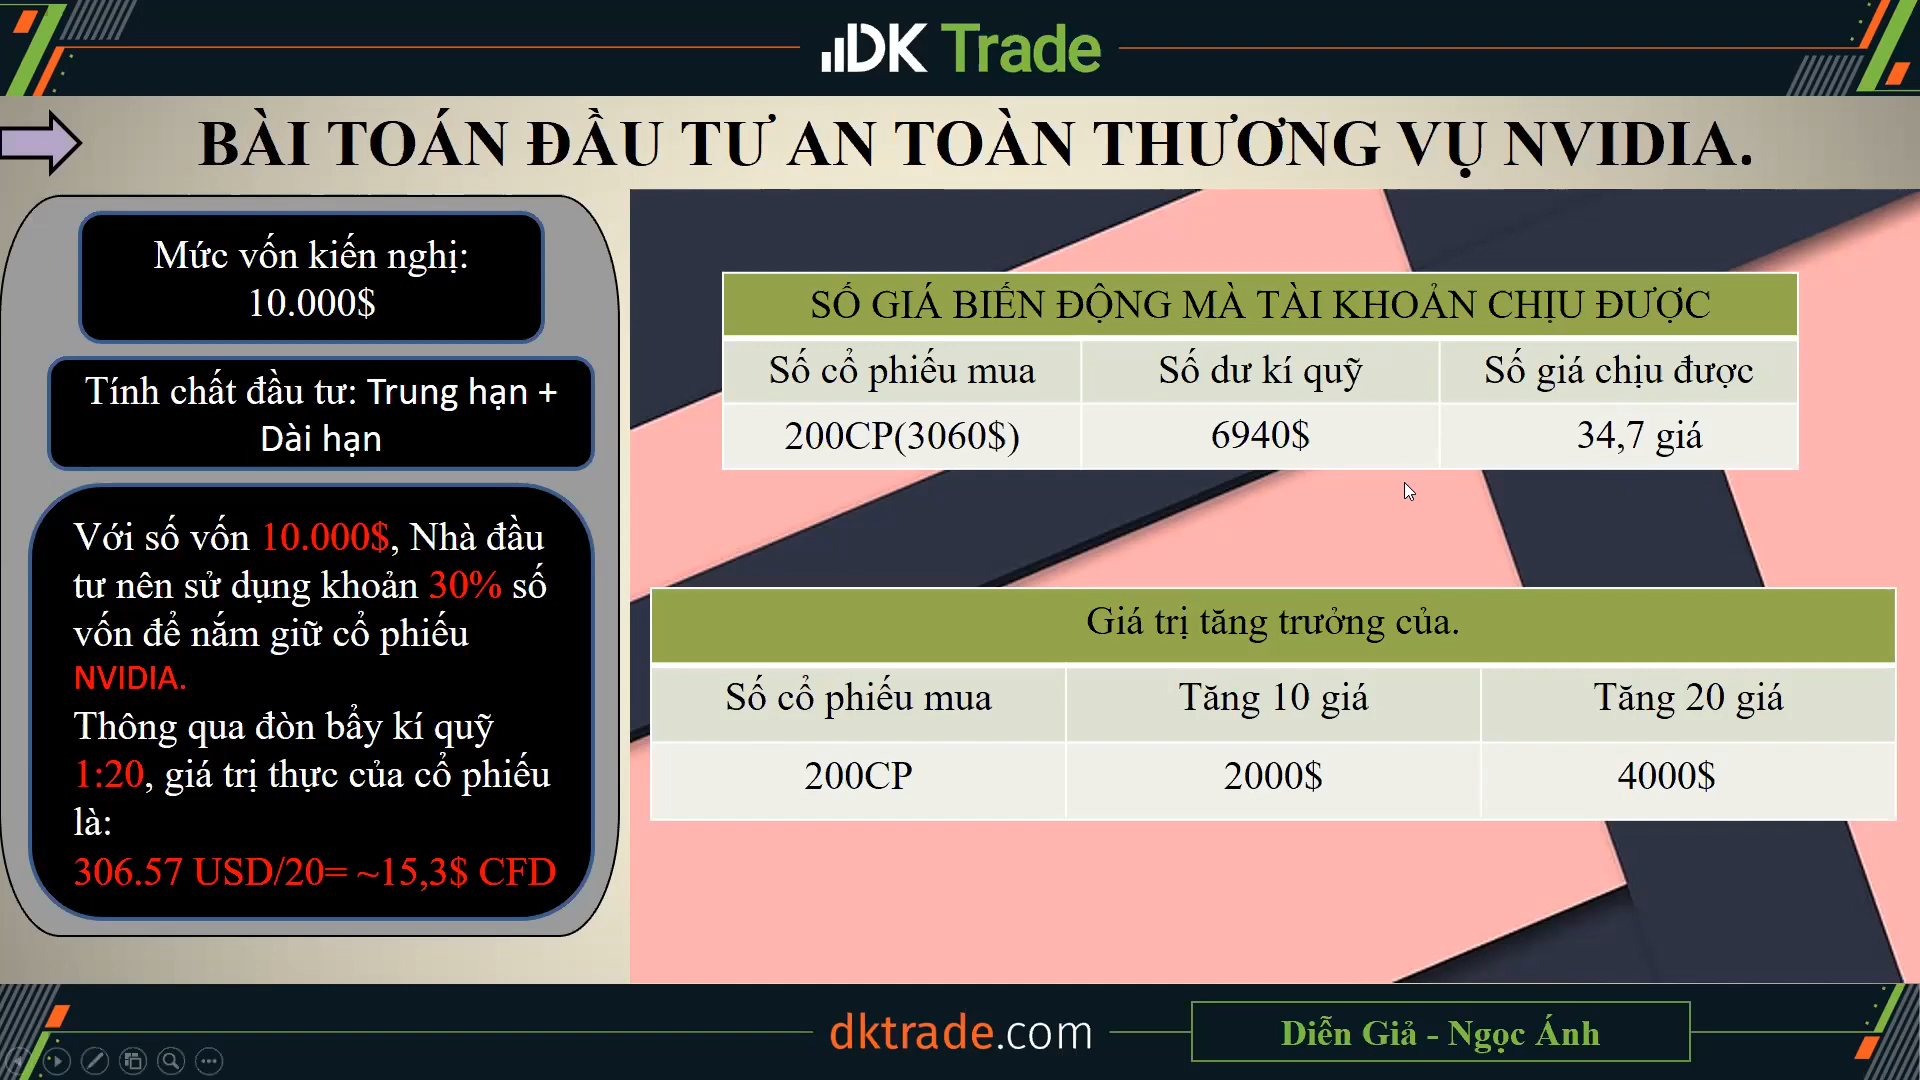 DK Trade
BÀI TOÁN ĐẦU TƯ AN TOÀN THƯƠNG VỤ NVIDIA.
Mức vốn kiến nghị:
10.000$
Tính chất đầu tư: Trung hạn +
Dài hạn
Với số vốn 10.000$, Nhà đầu
tư nên sử dụng khoản 30% số
vốn để nắm giữ cổ phiếu
NVIDIA.
Thông qua đòn bẩy kí quỹ
1:20, giá trị thực của cổ phiếu
là:
306.57 USD/20= ~15,3$ CFD
SỐ GIÁ BIẾN ĐỘNG MÀ TÀI KHOẢN CHỊU ĐƯỢC
Số cổ phiếu mua Số dư kí quỹ Số giá chịu được
200CP(3060$) 6940$ 34,7 giá
Giá trị tăng trưởng của.
Số cổ phiếu mua Tăng 10 giá Tăng 20 giá
200CP 2000$ 4000$
dktrade.com
Diễn Giả - Ngọc Ánh